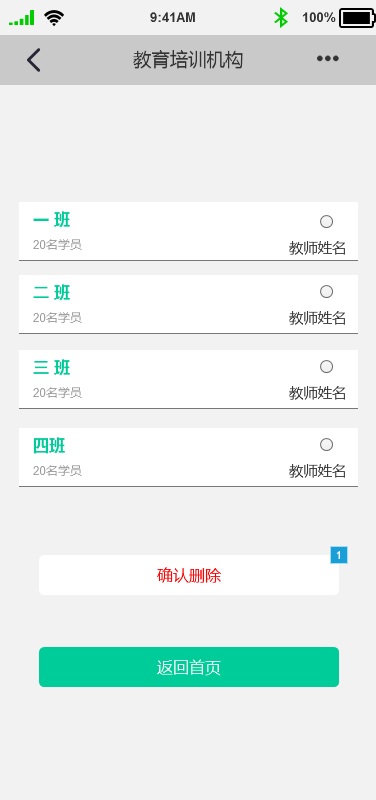 9:41AM 100%
教育培训机构
一 班
20名学员 教师姓名
二 班
20名学员 教师姓名
三 班
20名学员 教师姓名
四班
20名学员 教师姓名
1
确认删除
返回首页